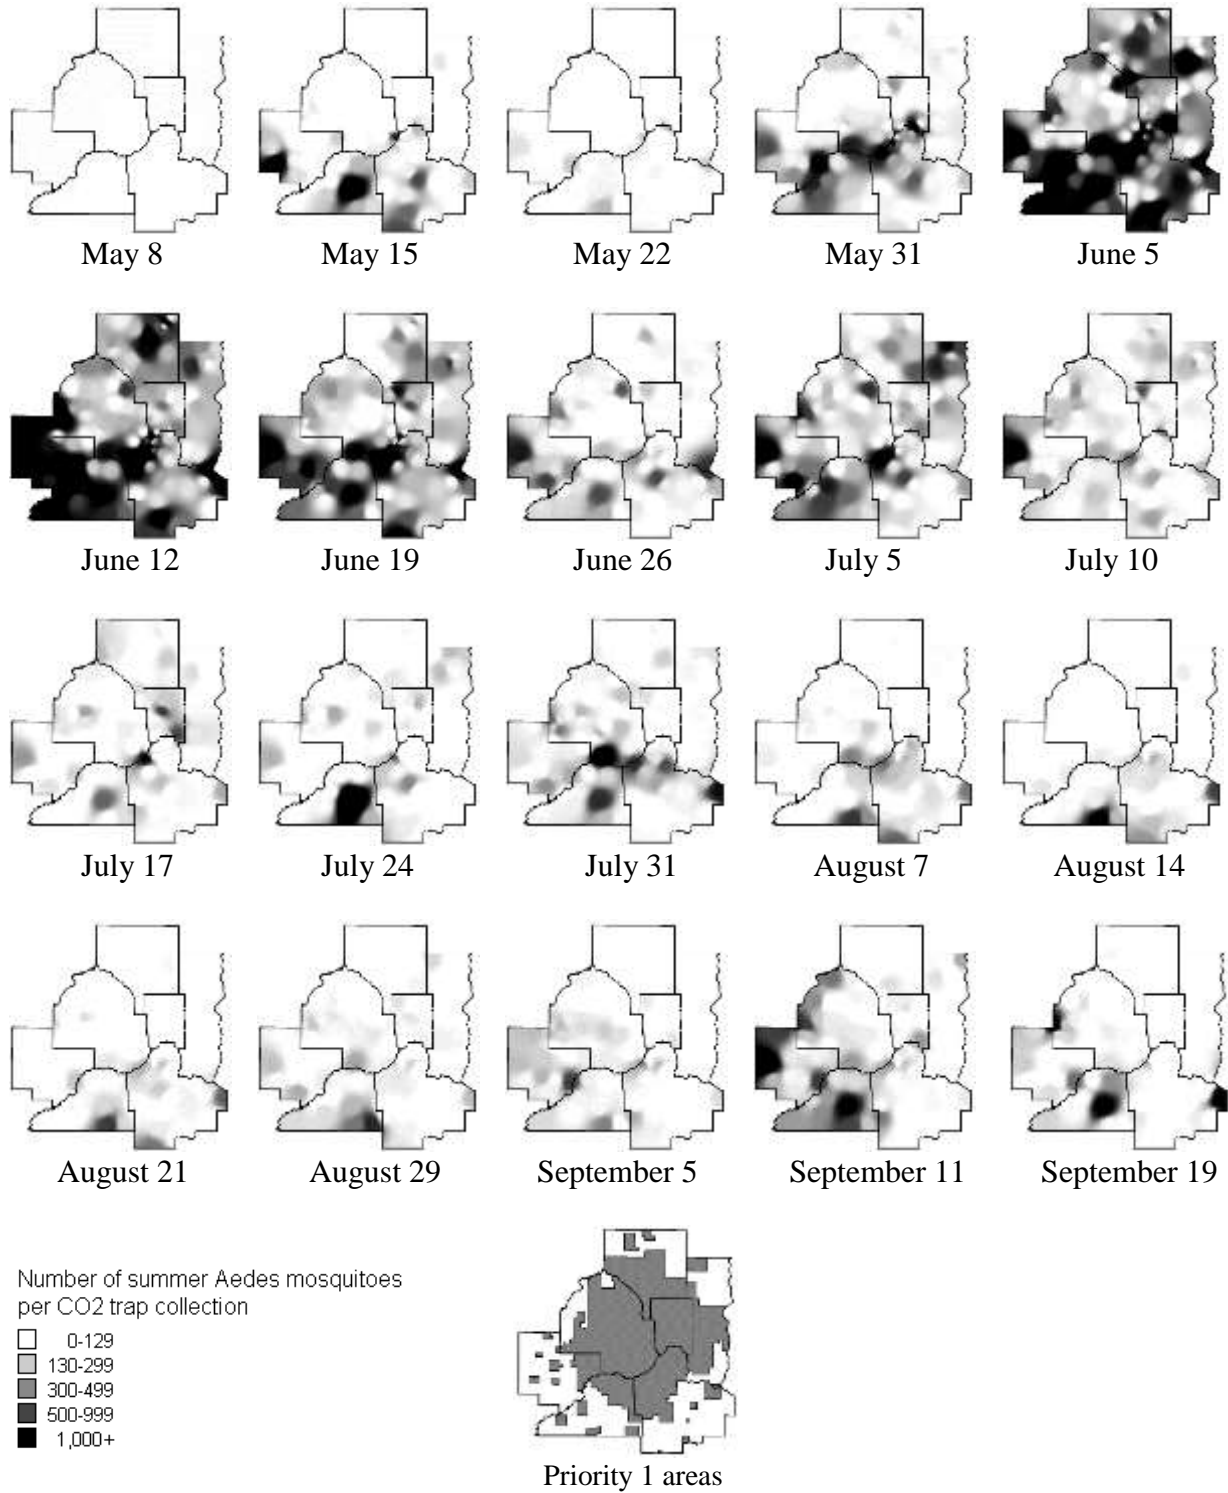 May 8
May 15
May 22
May 31
June 5
June 12
June 19
June 26
July 5
July 10
July 17
July 24
July 31
August 7
August 14
August 21
August 29
September 5
September 11
September 19
Number of summer Aedes mosquitoes
per CO2 trap collection
0-129
130-299
300-499
500-999
1,000+
Priority 1 areas